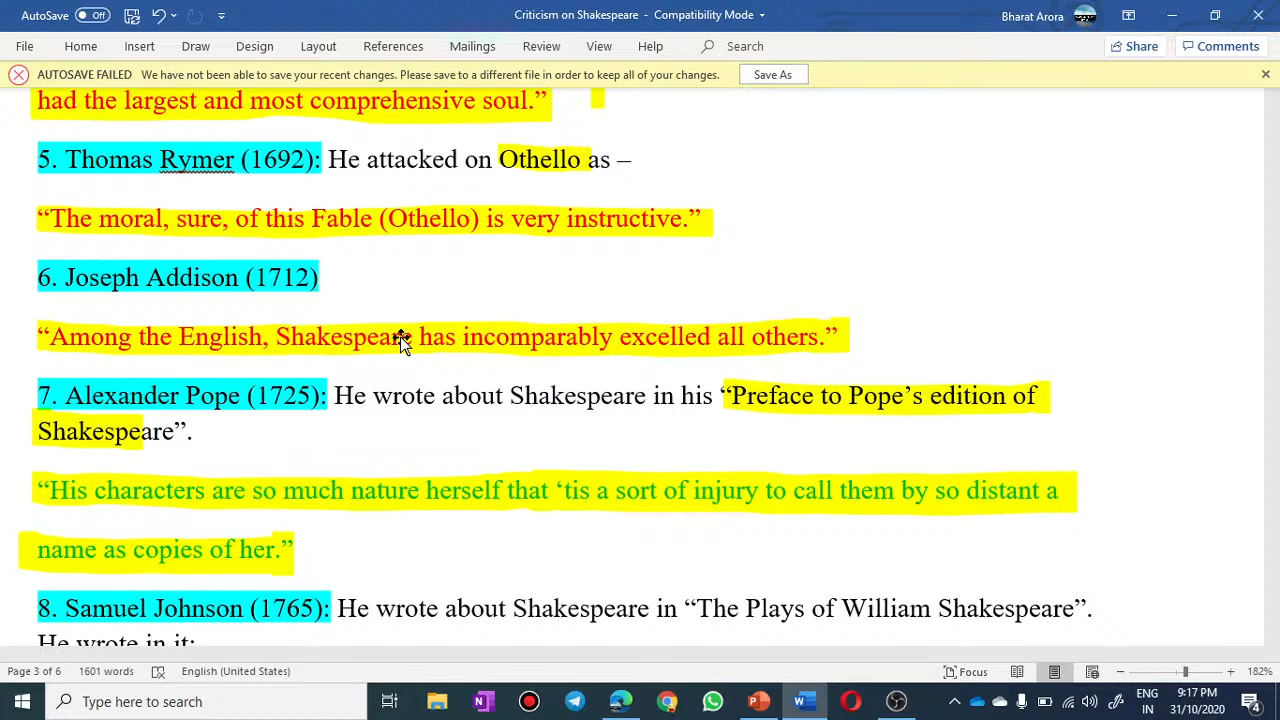 AutoSave Off
Criticism on Shakespeare - Compatibility Mode
Bharat Arora
File Home Insert Draw Design Layout References Mailings Review View Help Search Share Comments
AUTOSAVE FAILED We have not been able to save your recent changes. Please save to a different file in order to keep all of your changes. Save As
had the largest and most comprehensive soul.”
5. Thomas Rymer (1692): He attacked on Othello as –
“The moral, sure, of this Fable (Othello) is very instructive.”
6. Joseph Addison (1712)
“Among the English, Shakespeare has incomparably excelled all others.”
7. Alexander Pope (1725): He wrote about Shakespeare in his “Preface to Pope’s edition of
Shakespeare”.
“His characters are so much nature herself that ‘tis a sort of injury to call them by so distant a
name as copies of her.”
8. Samuel Johnson (1765): He wrote about Shakespeare in “The Plays of William Shakespeare”.
He wrote in it:
Page 3 of 6 1601 words English (United States) Focus 182%
Type here to search
ENG
IN
9:17 PM
31/10/2020
4